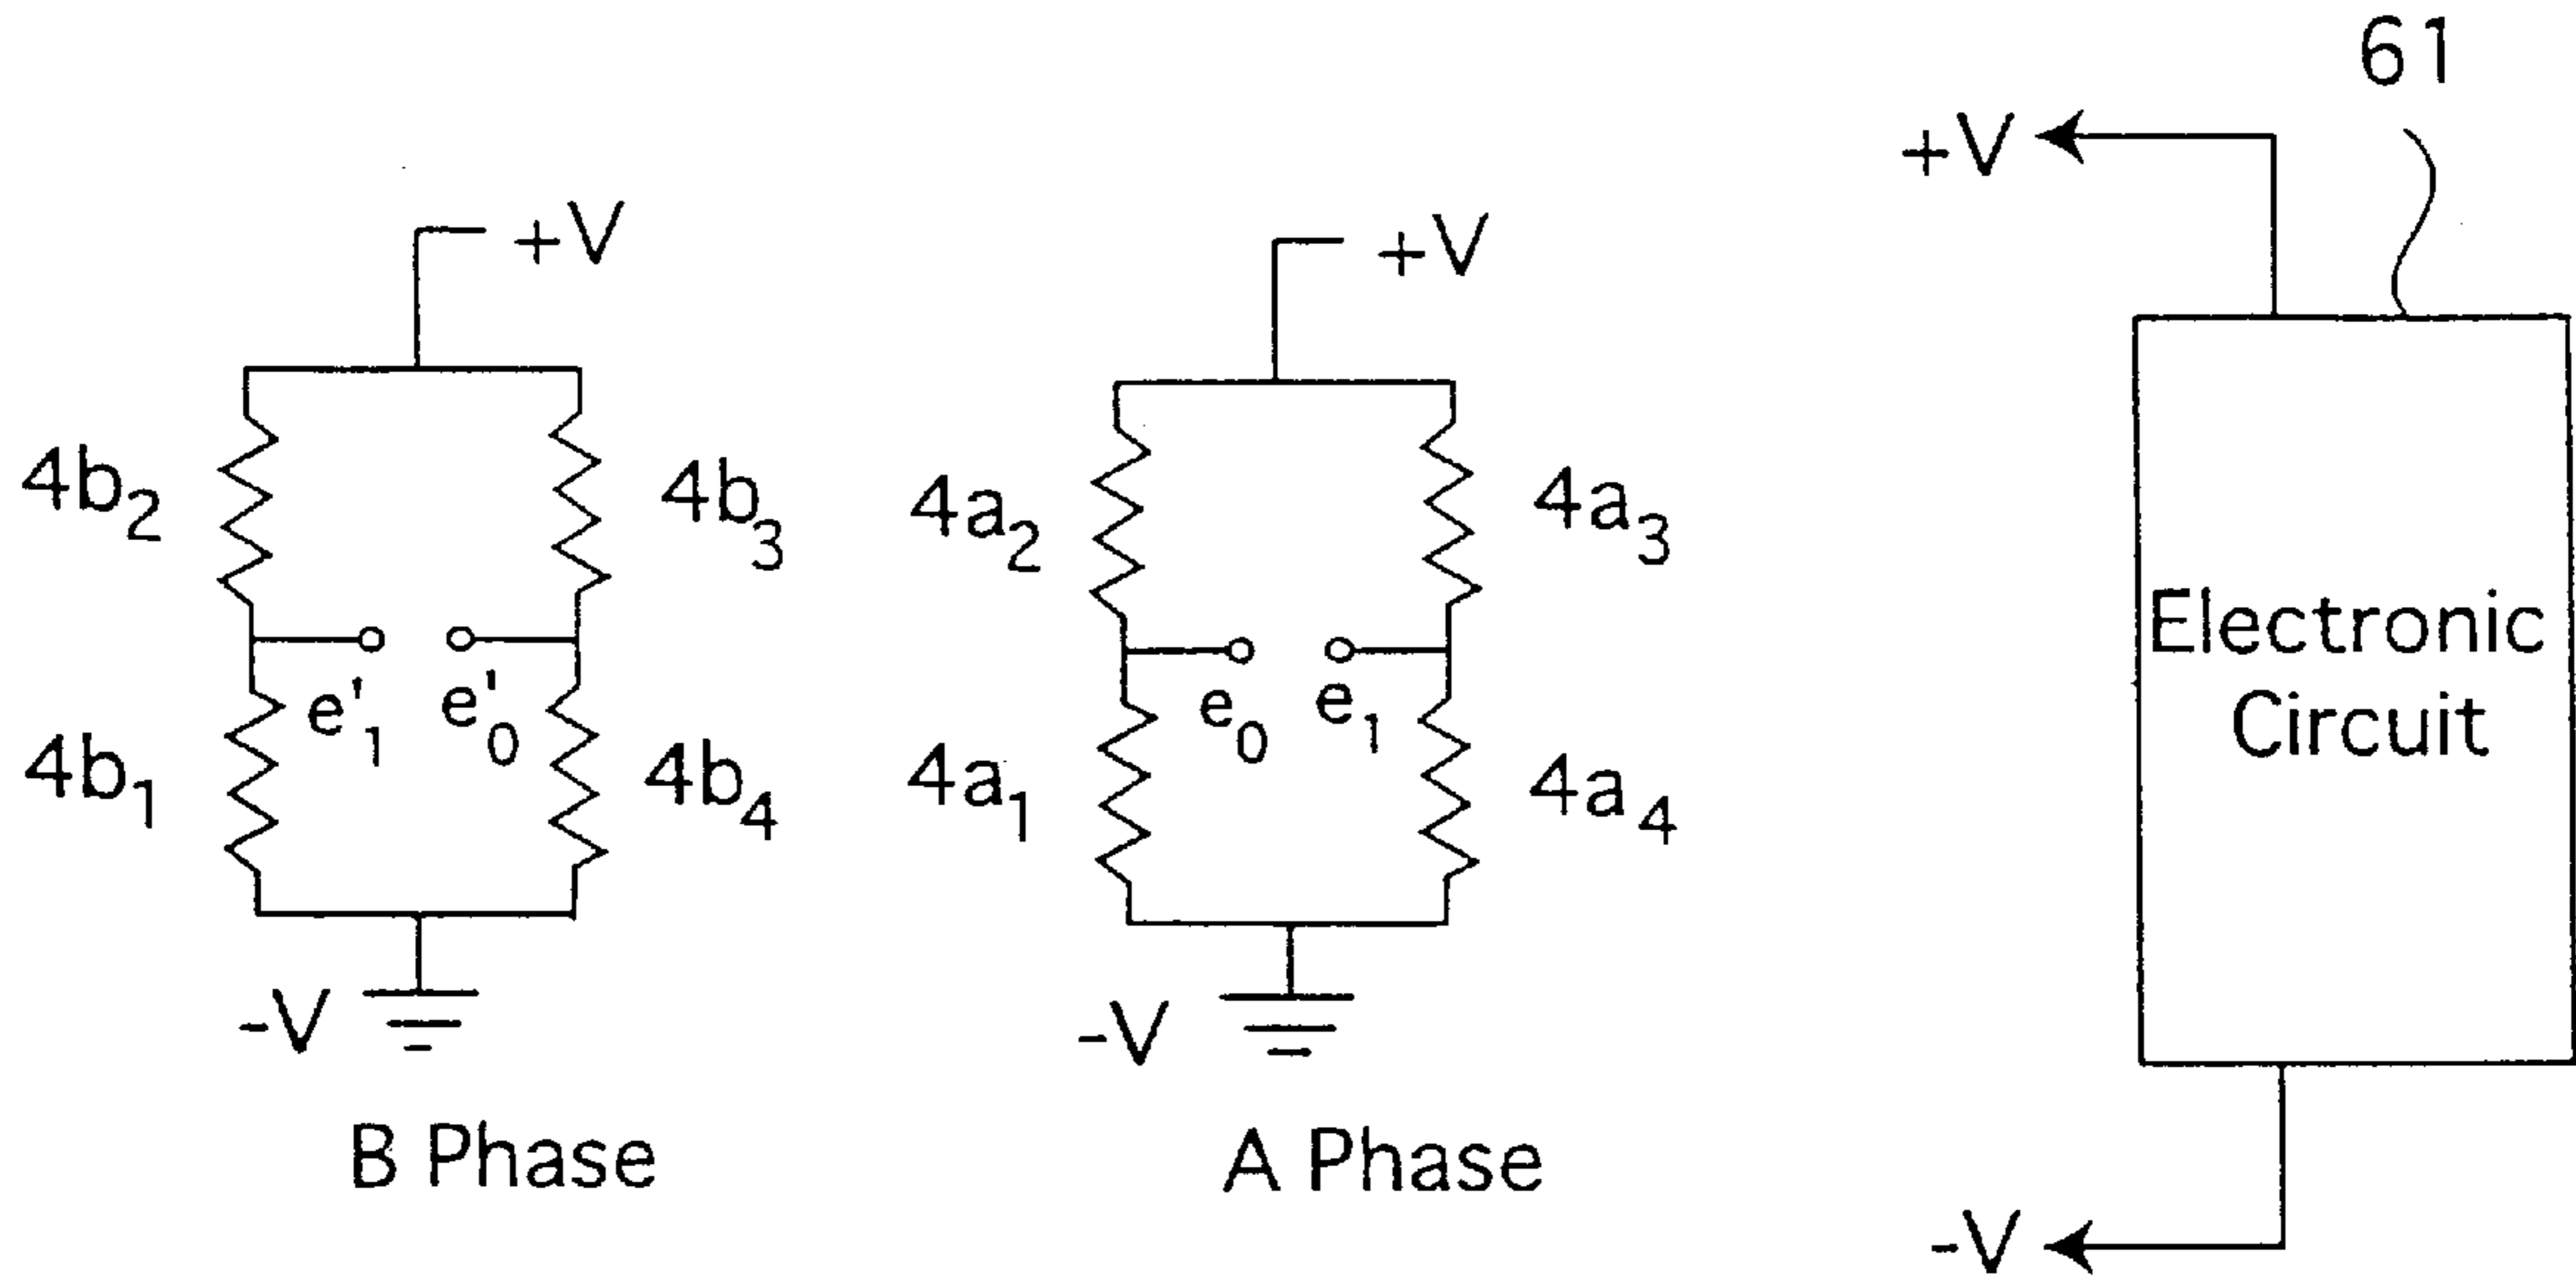 61
+V
+V
+V
4b2
4b3
4a2
4a3
e'1
e'0
e0
e1
Electronic
Circuit
4b1
4b4
4a1
4a4
-V
-V
B Phase
A Phase
-V